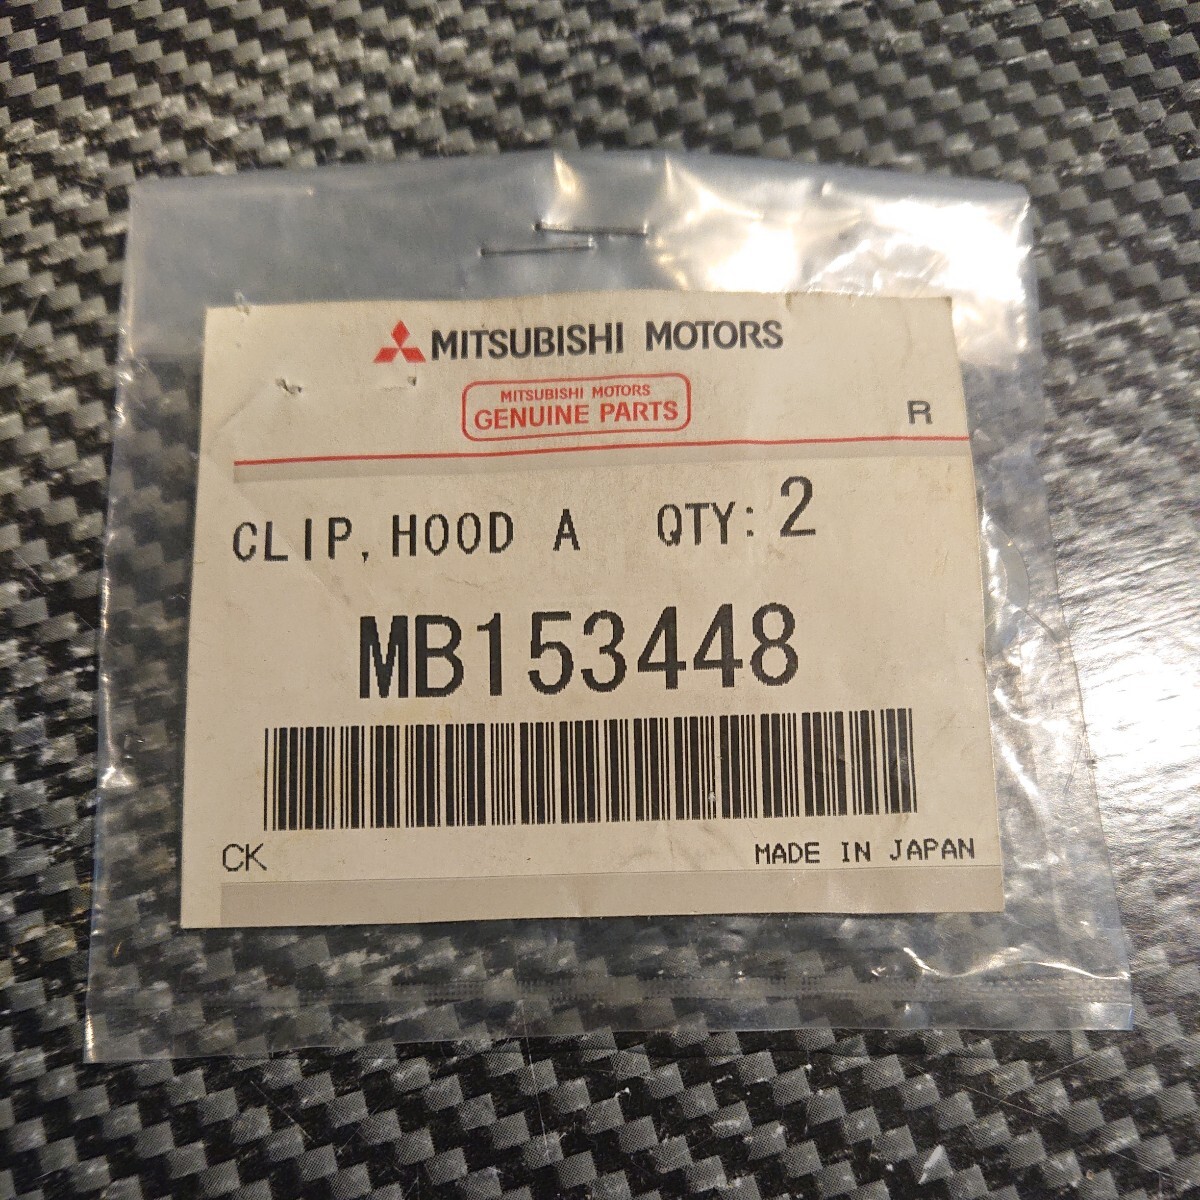 MITSUBISHI MOTORS
MITSUBISHI MOTORS
GENUINE PARTS
R
CLIP, HOOD A QTY: 2
MB153448
CK MADE IN JAPAN